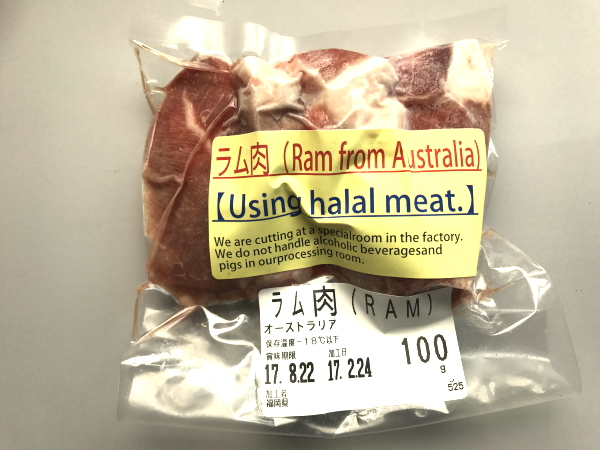 ラム肉 (Ram from Australia)
【Using halal meat.】
We are cutting at a specialroom in the factory.
We do not handle alcoholic beveragesand
pigs in ourprocessing room.
ラム肉(RAM)
オーストラリア
保存温度-18℃以下
賞味期限 加工日
17. 8.22 17. 2.24
100
g
525
加工者
福岡県